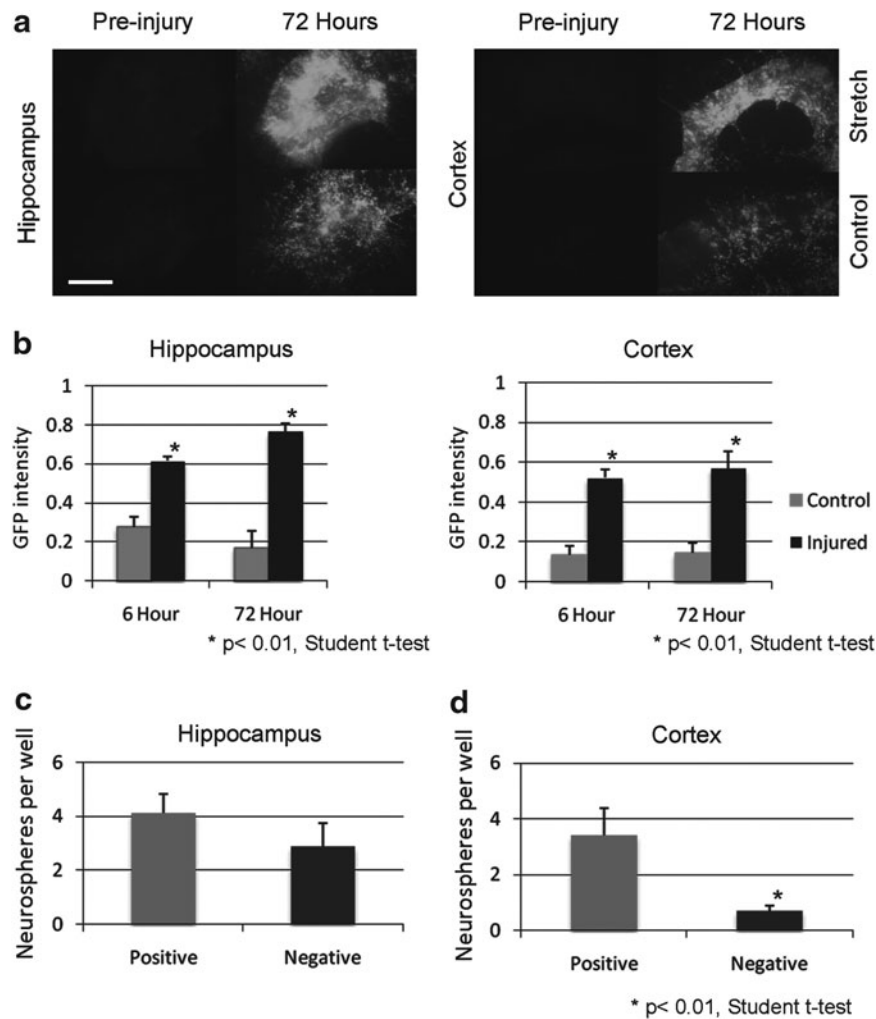 a
Pre-injury 72 Hours
Pre-injury 72 Hours
Hippocampus
Cortex
Stretch
Control
b
Hippocampus
GFP intensity
1
0.8
0.6
0.4
0.2
0
*
*
6 Hour 72 Hour
* p< 0.01, Student t-test
Cortex
GFP intensity
1
0.8
0.6
0.4
0.2
0
*
*
6 Hour 72 Hour
Control
Injured
* p< 0.01, Student t-test
c
Hippocampus
Neurospheres per well
6
4
2
0
Positive Negative
d
Cortex
Neurospheres per well
6
4
2
0
*
Positive Negative
* p< 0.01, Student t-test